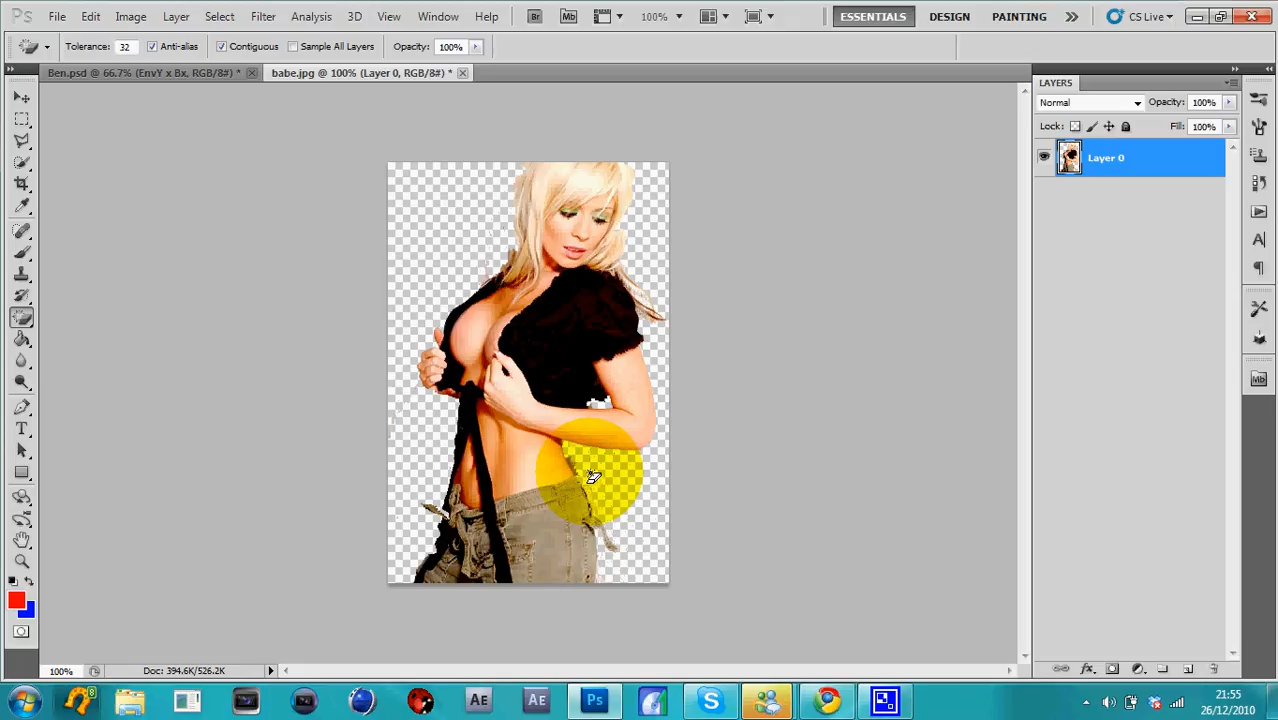 Ps File Edit Image Layer Select Filter Analysis 3D View Window Help Br Mb 100% ESSENTIALS DESIGN PAINTING CS Live
Tolerance: 32 Anti-alias Contiguous Sample All Layers Opacity: 100%
Ben.psd @ 66.7% (EnvY x Bx, RGB/8#) * babe.jpg @ 100% (Layer 0, RGB/8#) *
LAYERS
Normal Opacity: 100%
Lock: Fill: 100%
Layer 0
T
A
Mb
100% Doc: 394.6K/526.2K
8 AE AE Ps S 21:55
26/12/2010